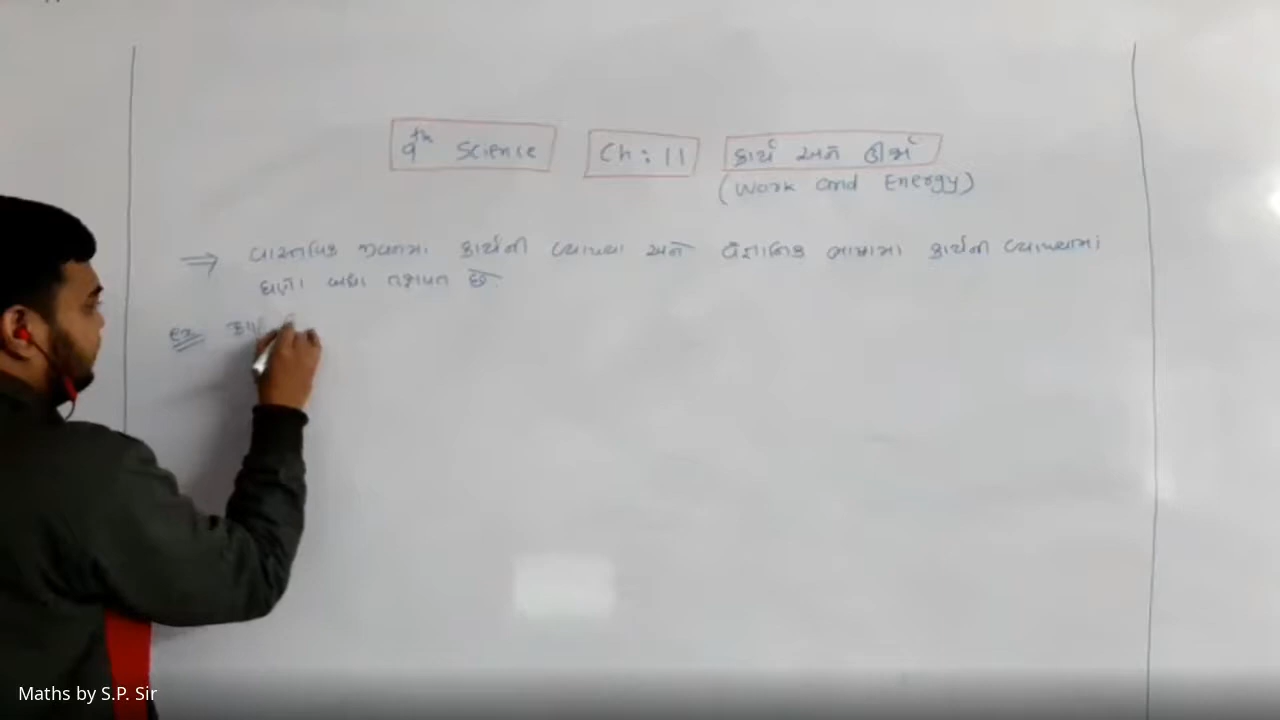 9th Science Ch: 11 કાર્ય અને ઊર્જા
(Work and Energy)
⇒ વાસ્તવિક જીવનમાં કાર્યની વ્યાખ્યા અને વૈજ્ઞાનિક ભાષામાં કાર્યની વ્યાખ્યામાં
ઘણો બધો તફાવત છે.
ex
Maths by S.P. Sir